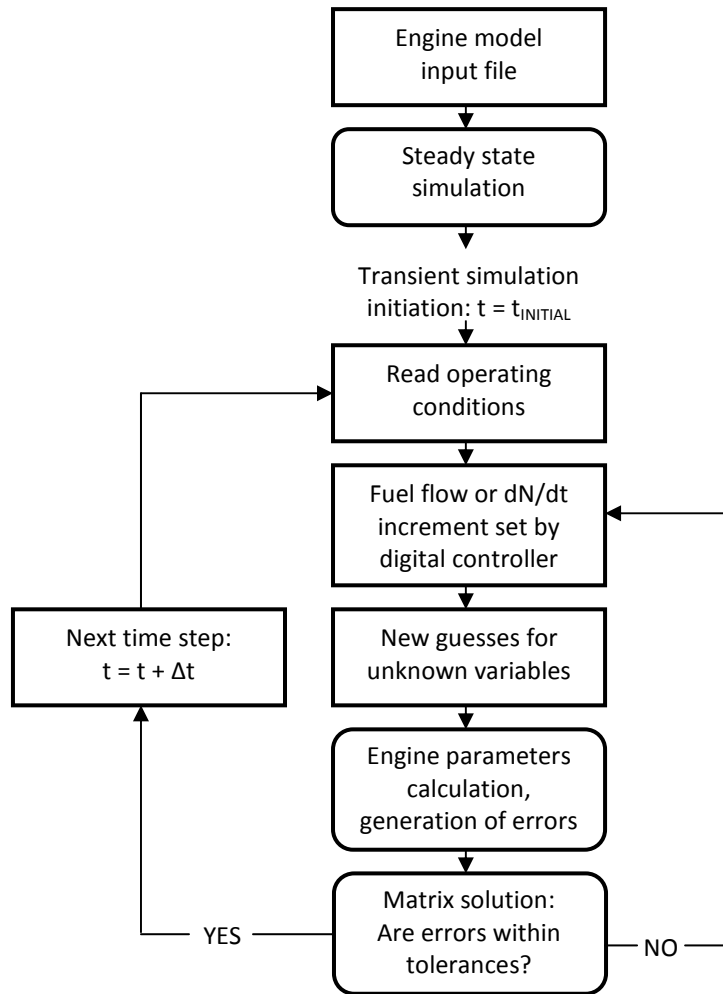 Engine model
input file
Steady state
simulation
Transient simulation
initiation: t = tINITIAL
Read operating
conditions
Fuel flow or dN/dt
increment set by
digital controller
Next time step:
t = t + Δt
New guesses for
unknown variables
Engine parameters
calculation,
generation of errors
Matrix solution:
Are errors within
tolerances?
YES
NO